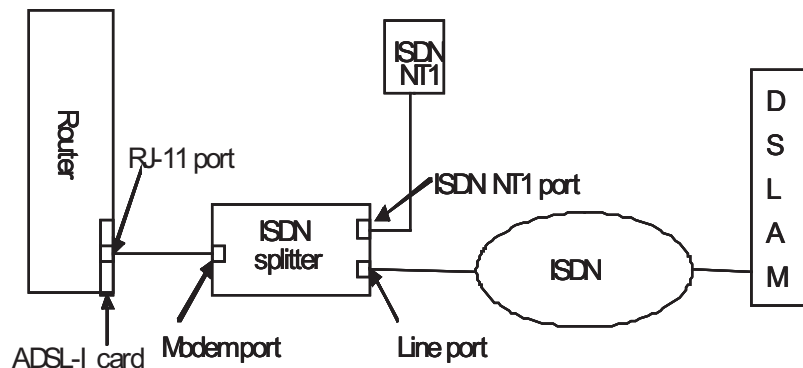 Router
RJ-11 port
ADSL-I card
Modem port
ISDN
splitter
ISDN
NT1
ISDN NT1 port
Line port
ISDN
D
S
L
A
M